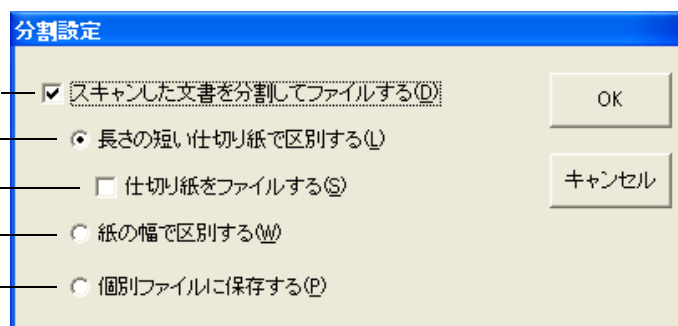 分割設定
スキャンした文書を分割してファイルする(D)
OK
長さの短い仕切り紙で区別する(L)
仕切り紙をファイルする(S)
キャンセル
紙の幅で区別する(W)
個別ファイルに保存する(P)